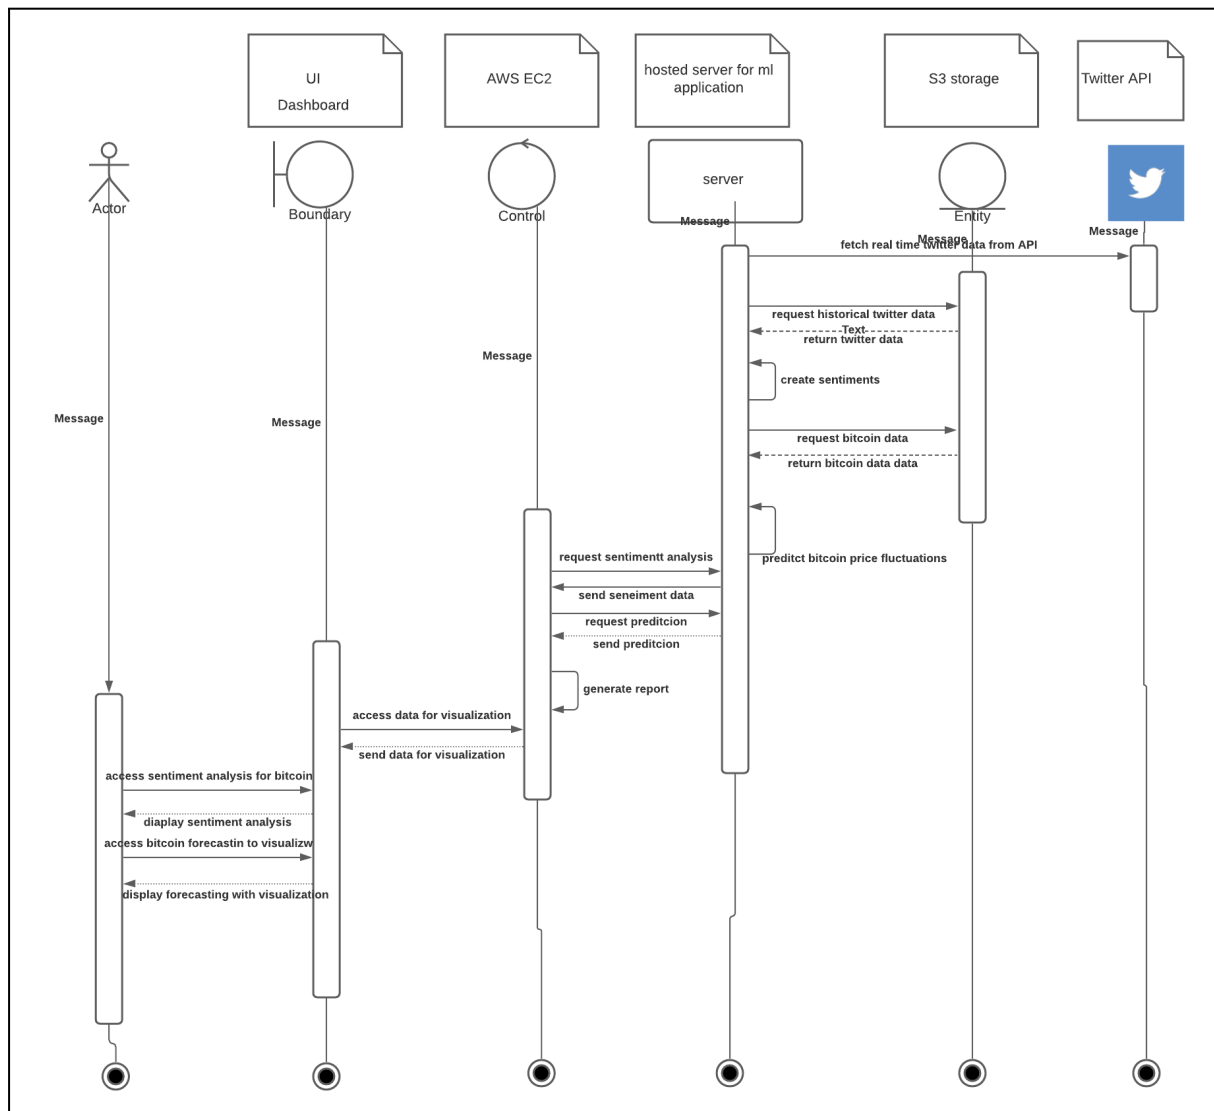 UI
Dashboard
AWS EC2
hosted server for ml
application
S3 storage
Twitter API
server
Actor
Boundary
Control
Entity
Message
Message
Message
fetch real time twitter data from API
request historical twitter data
Text
return twitter data
Message
create sentiments
Message
Message
request bitcoin data
return bitcoin data data
request sentimentt analysis
preditct bitcoin price fluctuations
send seneiment data
request preditcion
send preditcion
generate report
access data for visualization
send data for visualization
access sentiment analysis for bitcoin
diaplay sentiment analysis
access bitcoin forecastin to visualizw
display forecasting with visualization